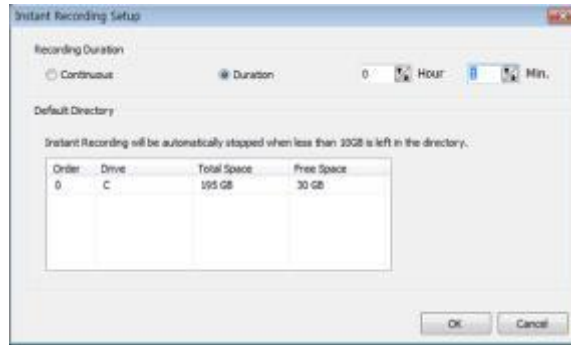 Instant Recording Setup
Recording Duration
Continuous Duration 0 Hour Min.
Default Directory
Instant Recording will be automatically stopped when less than 10GB is left in the directory.
Order Drive Total Space Free Space
0 C 195 GB 30 GB
OK Cancel